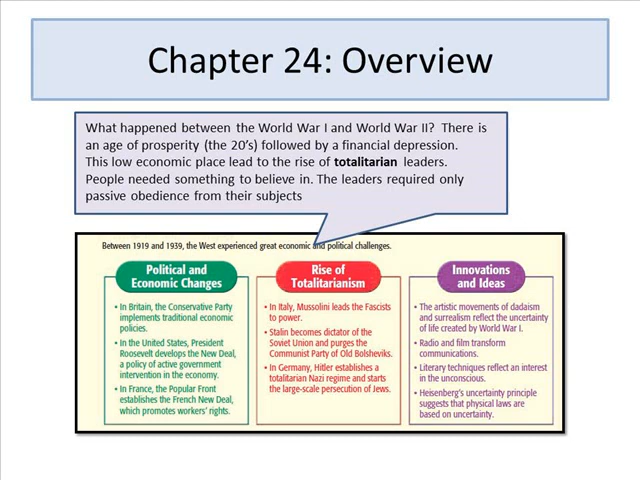 Chapter 24: Overview
What happened between the World War I and World War II?  There is
an age of prosperity (the 20's) followed by a financial depression.
This low economic place lead to the rise of totalitarian leaders.
People needed something to believe in. The leaders required only
passive obedience from their subjects
Between 1919 and 1939, the West experienced great economic and political challenges.
Political and
Economic Changes
• In Britain, the Conservative Party
implements traditional economic
policies.
• In the United States, President
Roosevelt develops the New Deal,
a policy of active government
intervention in the economy.
• In France, the Popular Front
establishes the French New Deal,
which promotes workers' rights.
Rise of
Totalitarianism
• In Italy, Mussolini leads the Fascists
to power.
• Stalin becomes dictator of the
Soviet Union and purges the
Communist Party of Old Bolsheviks.
• In Germany, Hitler establishes a
totalitarian Nazi regime and starts
the large-scale persecution of Jews.
Innovations
and Ideas
• The artistic movements of dadaism
and surrealism reflect the uncertainty
of life created by World War I.
• Radio and film transform
communications.
• Literary techniques reflect an interest
in the unconscious.
• Heisenberg's uncertainty principle
suggests that physical laws are
based on uncertainty.